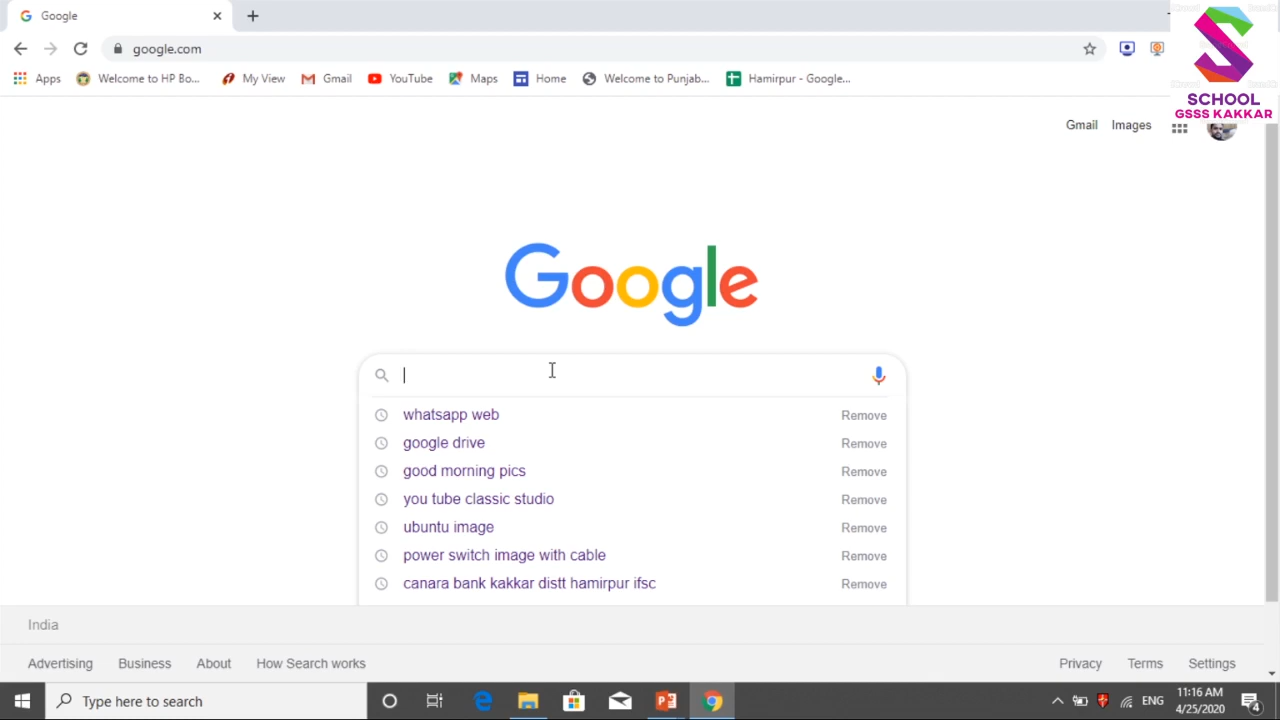 Google
google.com
Apps Welcome to HP Bo... My View Gmail YouTube Maps Home Welcome to Punjab... Hamirpur - Google...
SCHOOL
GSSS KAKKAR
Gmail Images
Google
whatsapp web Remove
google drive Remove
good morning pics Remove
you tube classic studio Remove
ubuntu image Remove
power switch image with cable Remove
canara bank kakkar distt hamirpur ifsc Remove
India
Advertising Business About How Search works Privacy Terms Settings
Type here to search ENG 11:16 AM
4/25/2020 4